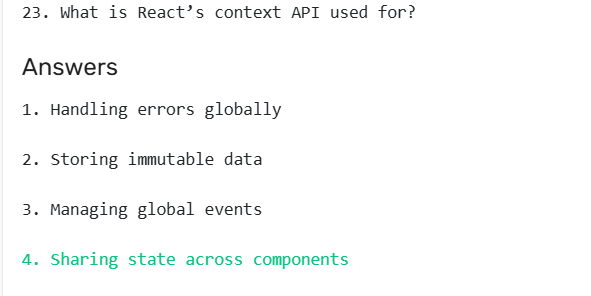 23. What is React’s context API used for?
Answers
1. Handling errors globally
2. Storing immutable data
3. Managing global events
4. Sharing state across components